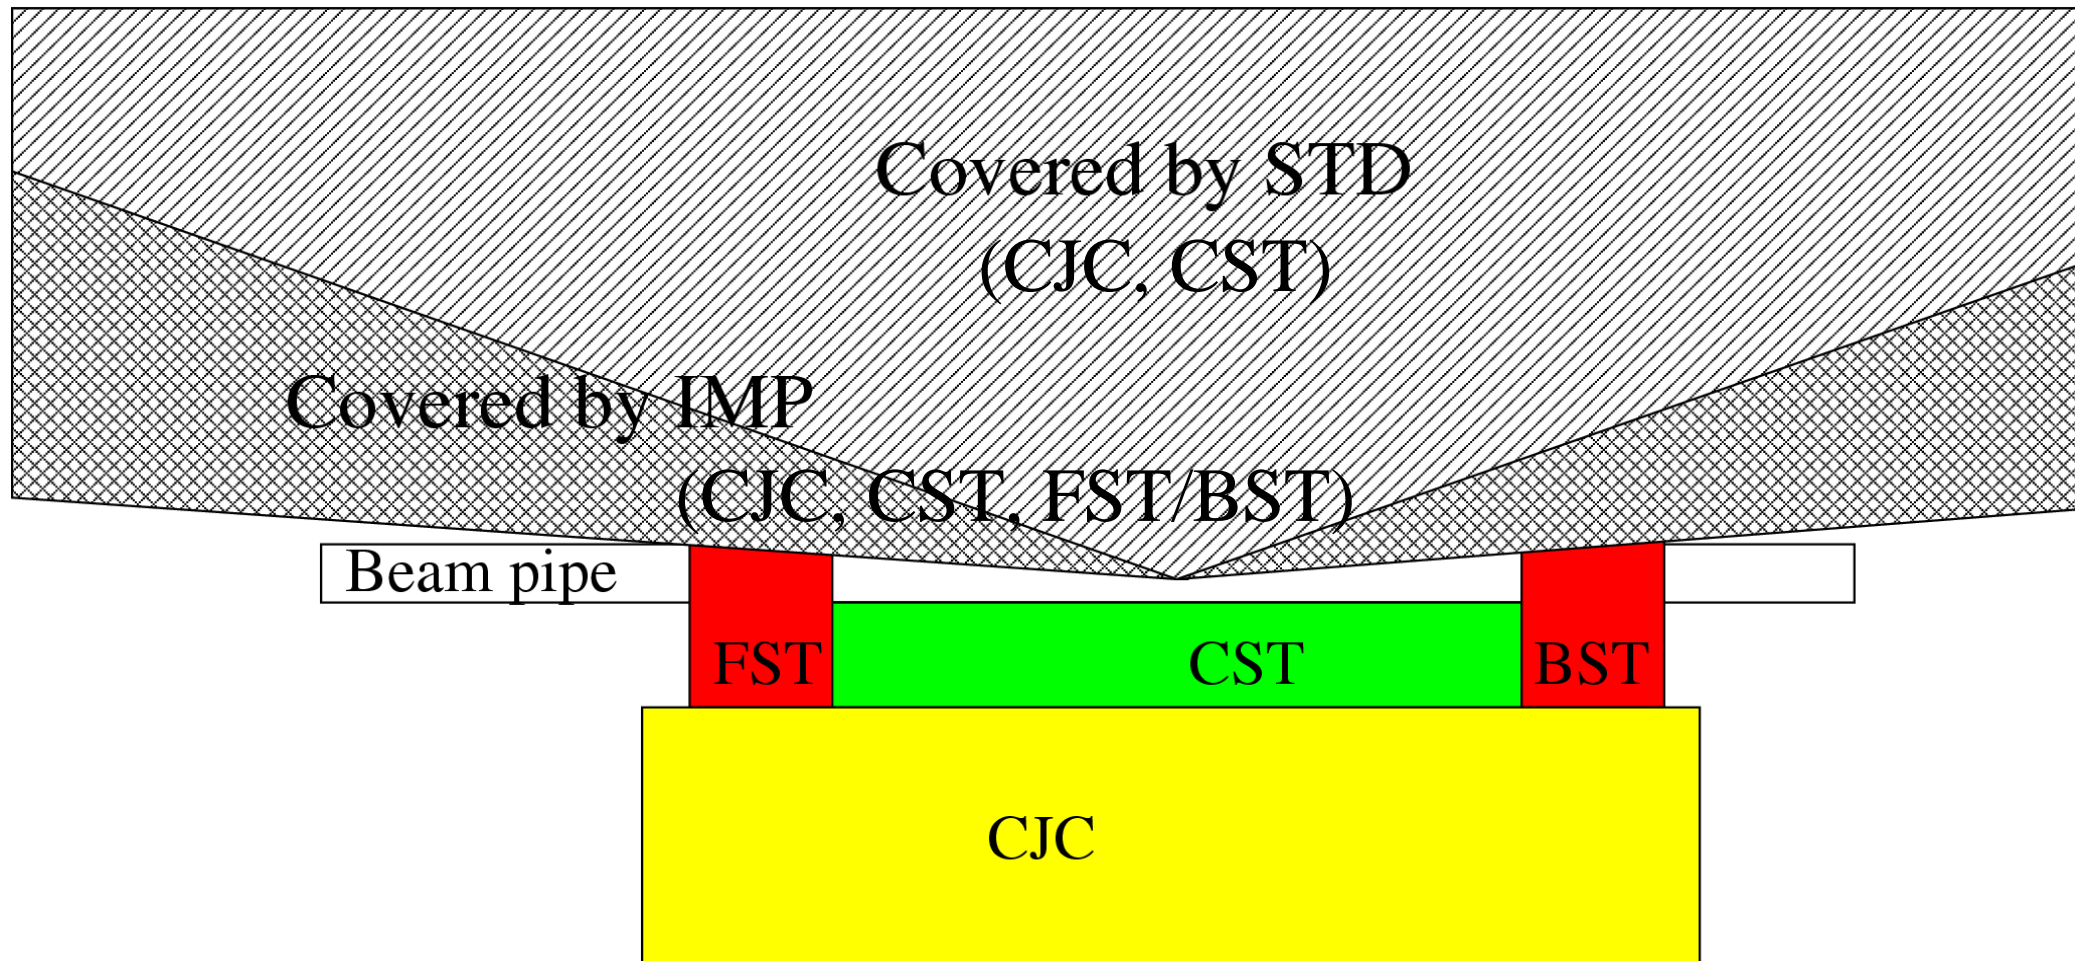 Covered by STD
(CJC, CST)
Covered by IMP
(CJC, CST, FST/BST)
Beam pipe
FST
CST
BST
CJC